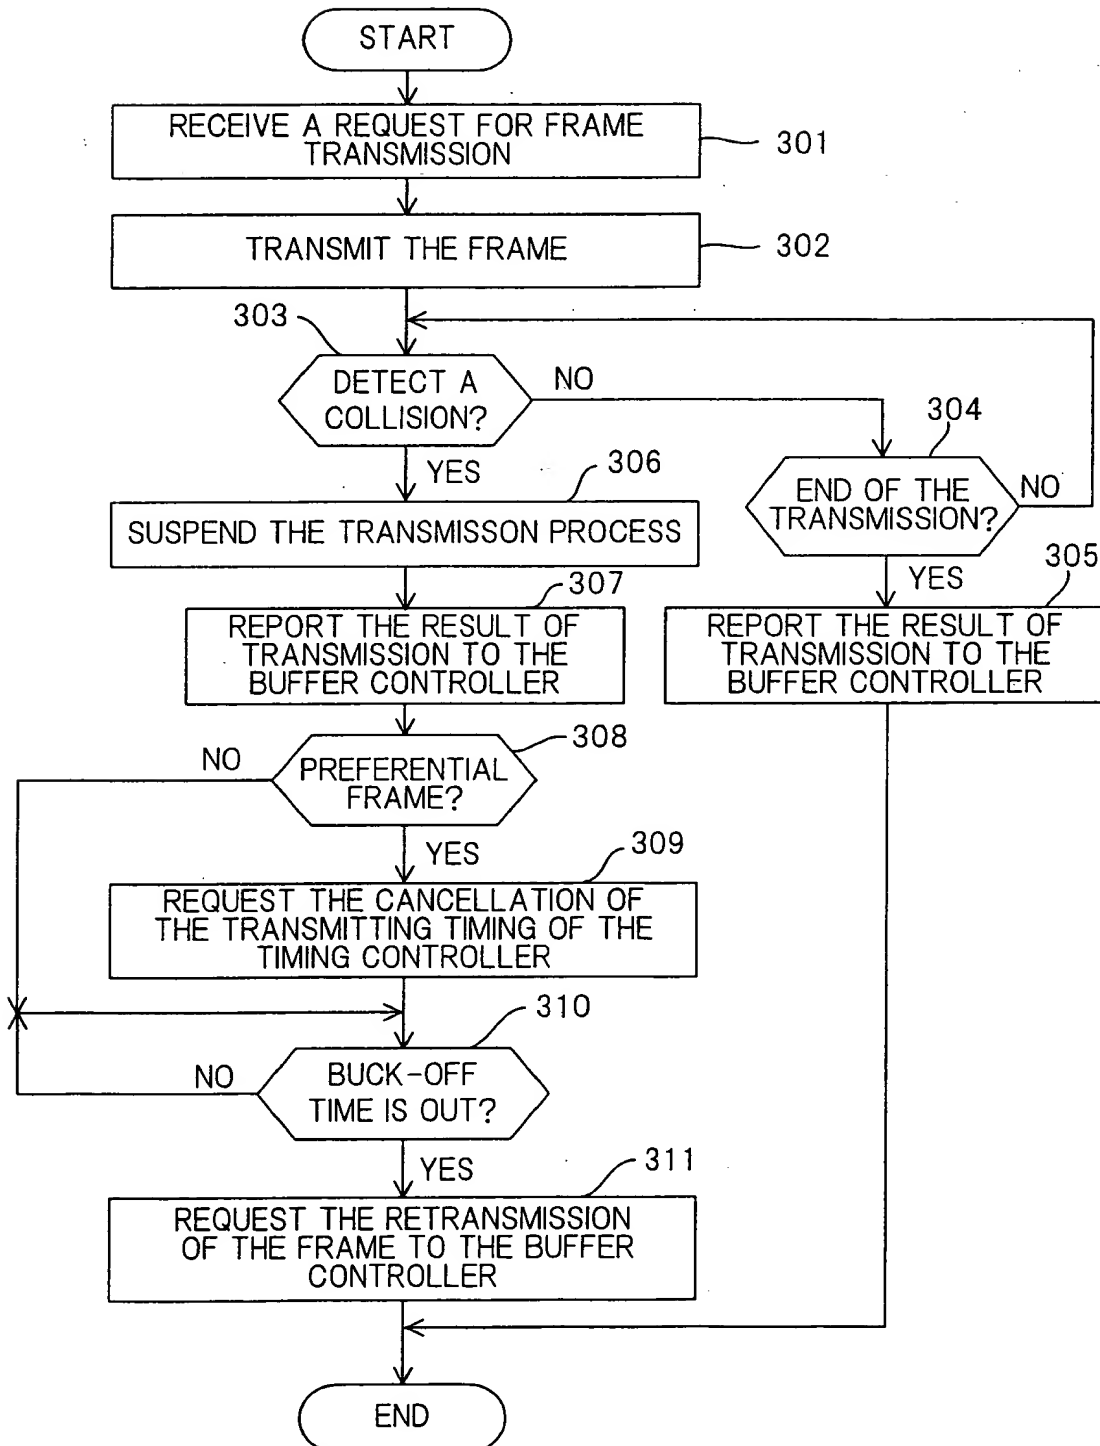 START
RECEIVE A REQUEST FOR FRAME
TRANSMISSION
301
TRANSMIT THE FRAME
302
303
DETECT A
COLLISION?
NO
304
YES
306
END OF THE
TRANSMISSION?
NO
SUSPEND THE TRANSMISSON PROCESS
307
YES
305
REPORT THE RESULT OF
TRANSMISSION TO THE
BUFFER CONTROLLER
REPORT THE RESULT OF
TRANSMISSION TO THE
BUFFER CONTROLLER
308
NO
PREFERENTIAL
FRAME?
YES
309
REQUEST THE CANCELLATION OF
THE TRANSMITTING TIMING OF THE
TIMING CONTROLLER
310
NO
BUCK-OFF
TIME IS OUT?
YES
311
REQUEST THE RETRANSMISSION
OF THE FRAME TO THE BUFFER
CONTROLLER
END